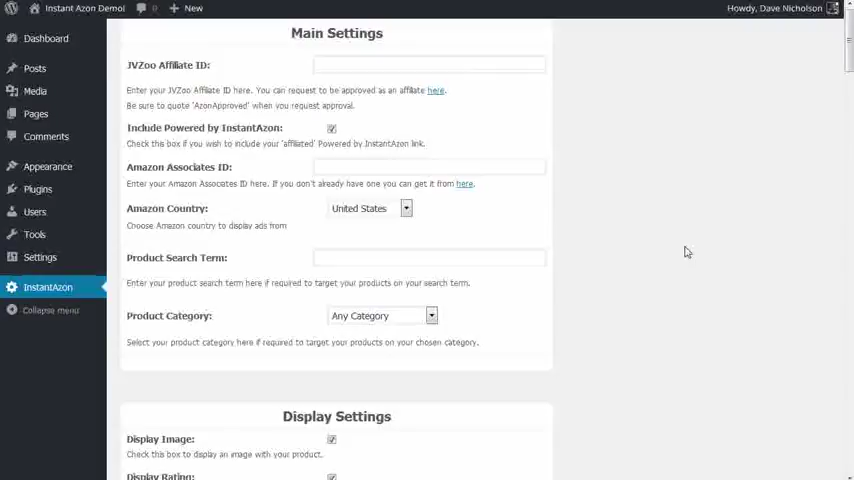 Instant Azon Demo! 0 New Howdy, Dave Nicholson
Dashboard
Posts
Media
Pages
Comments
Appearance
Plugins
Users
Tools
Settings
InstantAzon
Collapse menu
Main Settings
JVZoo Affiliate ID:
Enter your JVZoo Affiliate ID here. You can request to be approved as an affiliate here.
Be sure to quote 'AzonApproved' when you request approval.
Include Powered by InstantAzon:
Check this box if you wish to include your 'affiliated' Powered by InstantAzon link.
Amazon Associates ID:
Enter your Amazon Associates ID here. If you don't already have one you can get it from here.
Amazon Country: United States
Choose Amazon country to display ads from
Product Search Term:
Enter your product search term here if required to target your products on your search term.
Product Category: Any Category
Select your product category here if required to target your products on your chosen category.
Display Settings
Display Image:
Check this box to display an image with your product.
Display Rating: